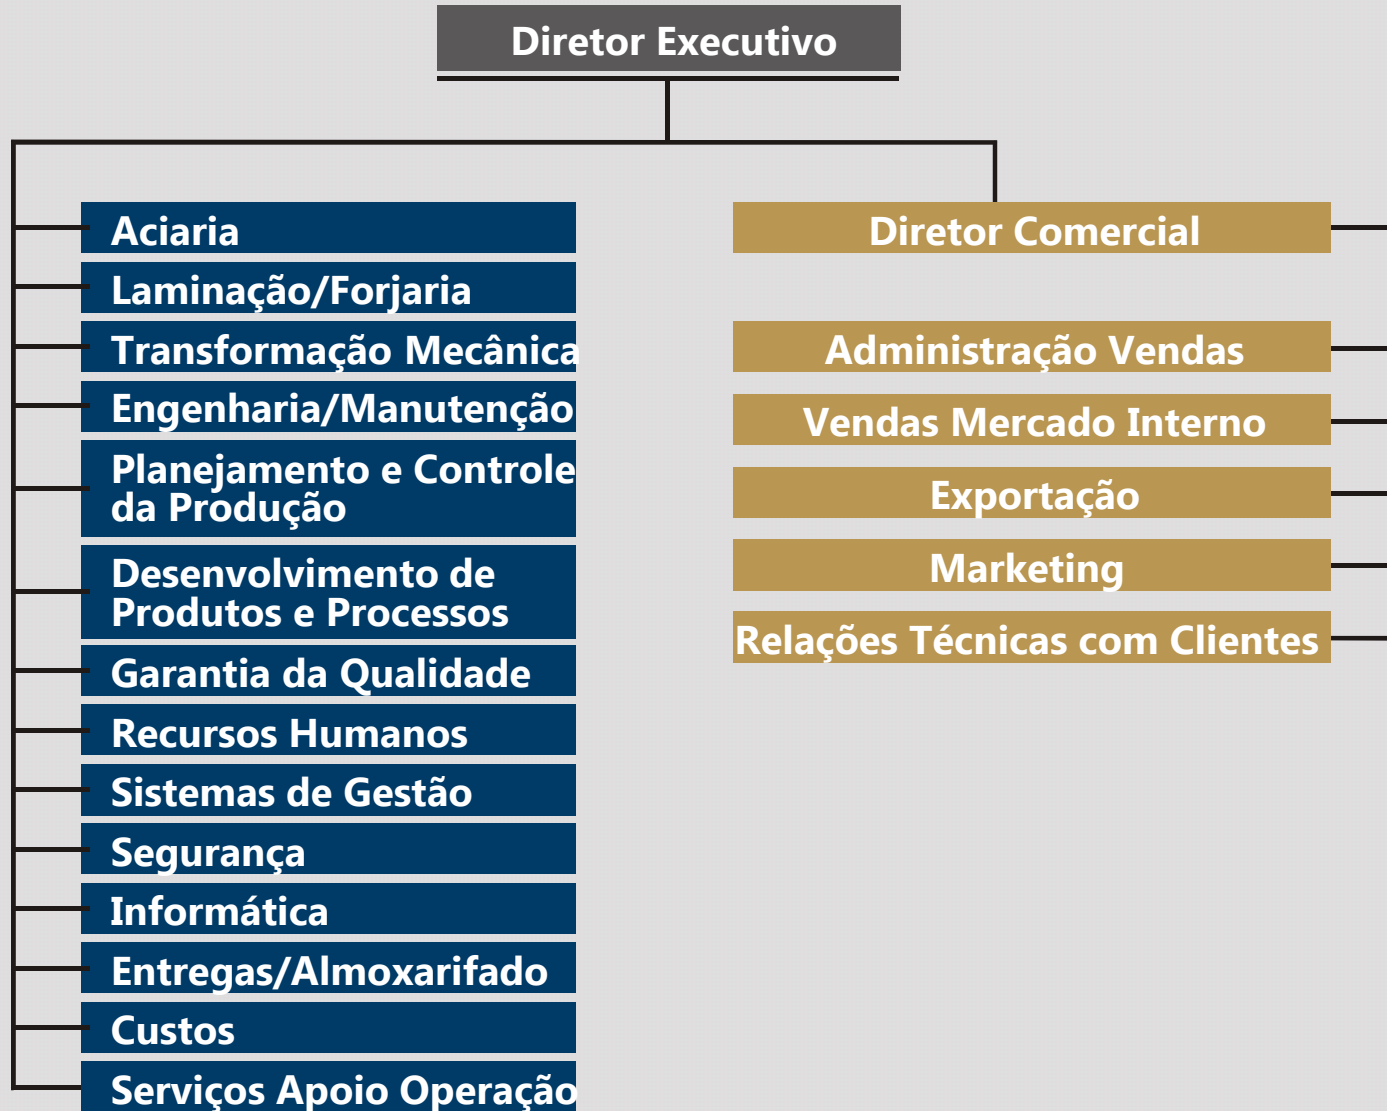 Diretor Executivo
Aciaria
Laminação/Forjaria
Transformação Mecânica
Engenharia/Manutenção
Planejamento e Controle
da Produção
Desenvolvimento de
Produtos e Processos
Garantia da Qualidade
Recursos Humanos
Sistemas de Gestão
Segurança
Informática
Entregas/Almoxarifado
Custos
Serviços Apoio Operação
Diretor Comercial
Administração Vendas
Vendas Mercado Interno
Exportação
Marketing
Relações Técnicas com Clientes